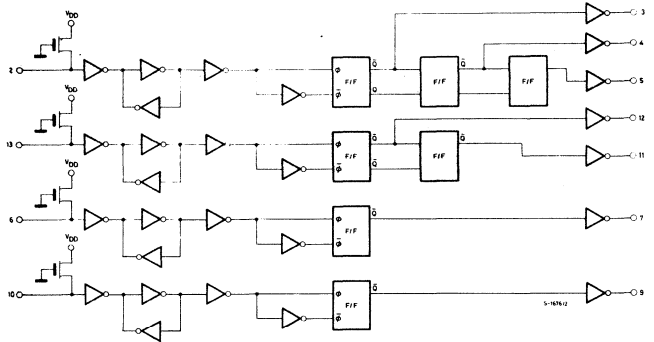 VDD
3
4
2
φ
Q̄
Q̄
F/F
F/F
F/F
5
φ̄
Q
VDD
12
13
φ
Q̄
Q̄
F/F
F/F
11
φ̄
Q̄
VDD
6
φ
Q̄
F/F
7
φ̄
VDD
10
φ
Q̄
F/F
9
φ̄
S-1676/2